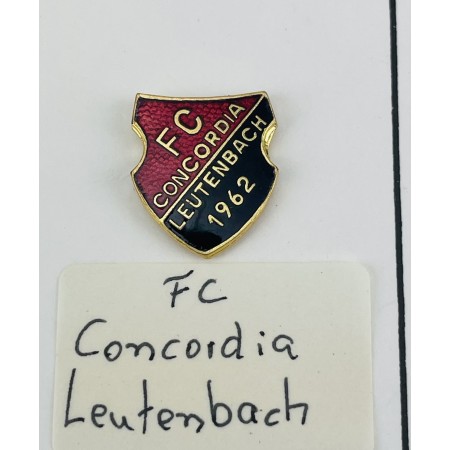 FC
CONCORDIA
LEUTENBACH
1962
FC
Concordia
Leutenbach